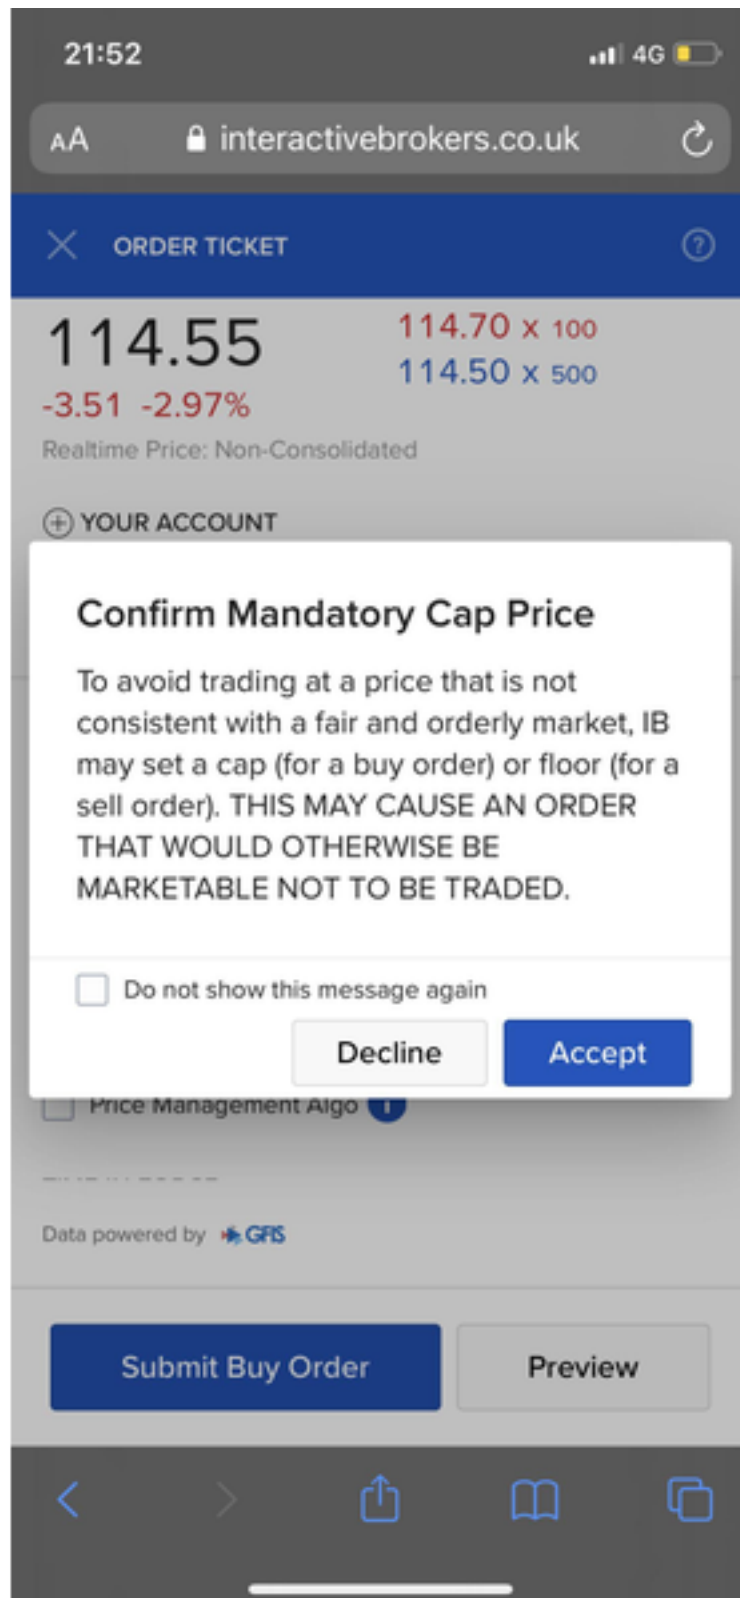 21:52
4G
AA interactivebrokers.co.uk
ORDER TICKET ?
114.55
114.70 x 100
114.50 x 500
-3.51 -2.97%
Realtime Price: Non-Consolidated
YOUR ACCOUNT
Confirm Mandatory Cap Price
To avoid trading at a price that is not
consistent with a fair and orderly market, IB
may set a cap (for a buy order) or floor (for a
sell order). THIS MAY CAUSE AN ORDER
THAT WOULD OTHERWISE BE
MARKETABLE NOT TO BE TRADED.
Do not show this message again
Decline Accept
Price Management Algo i
Data powered by GFIS
Submit Buy Order Preview